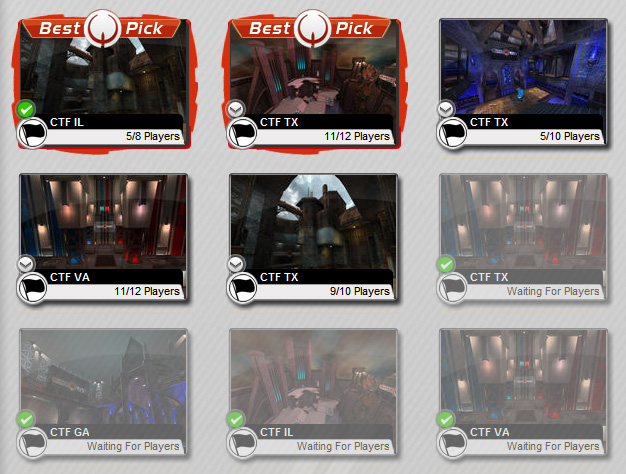 Best Pick
Best Pick
CTF IL
5/8 Players
CTF TX
11/12 Players
CTF TX
5/10 Players
CTF VA
11/12 Players
CTF TX
9/10 Players
CTF TX
Waiting For Players
CTF GA
Waiting For Players
CTF IL
Waiting For Players
CTF VA
Waiting For Players